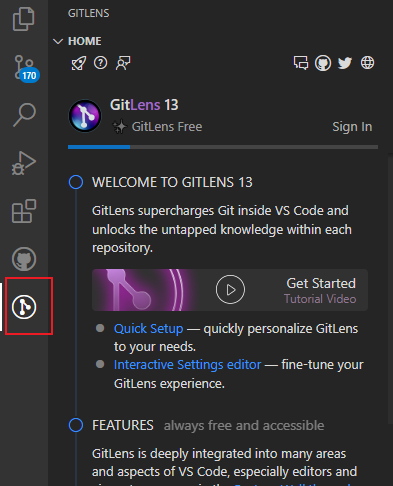 GITLENS
HOME
170
GitLens 13
GitLens Free
Sign In
WELCOME TO GITLENS 13
GitLens supercharges Git inside VS Code and
unlocks the untapped knowledge within each
repository.
Get Started
Tutorial Video
Quick Setup — quickly personalize GitLens
to your needs.
Interactive Settings editor — fine-tune your
GitLens experience.
FEATURES always free and accessible
GitLens is deeply integrated into many areas
and aspects of VS Code, especially editors and